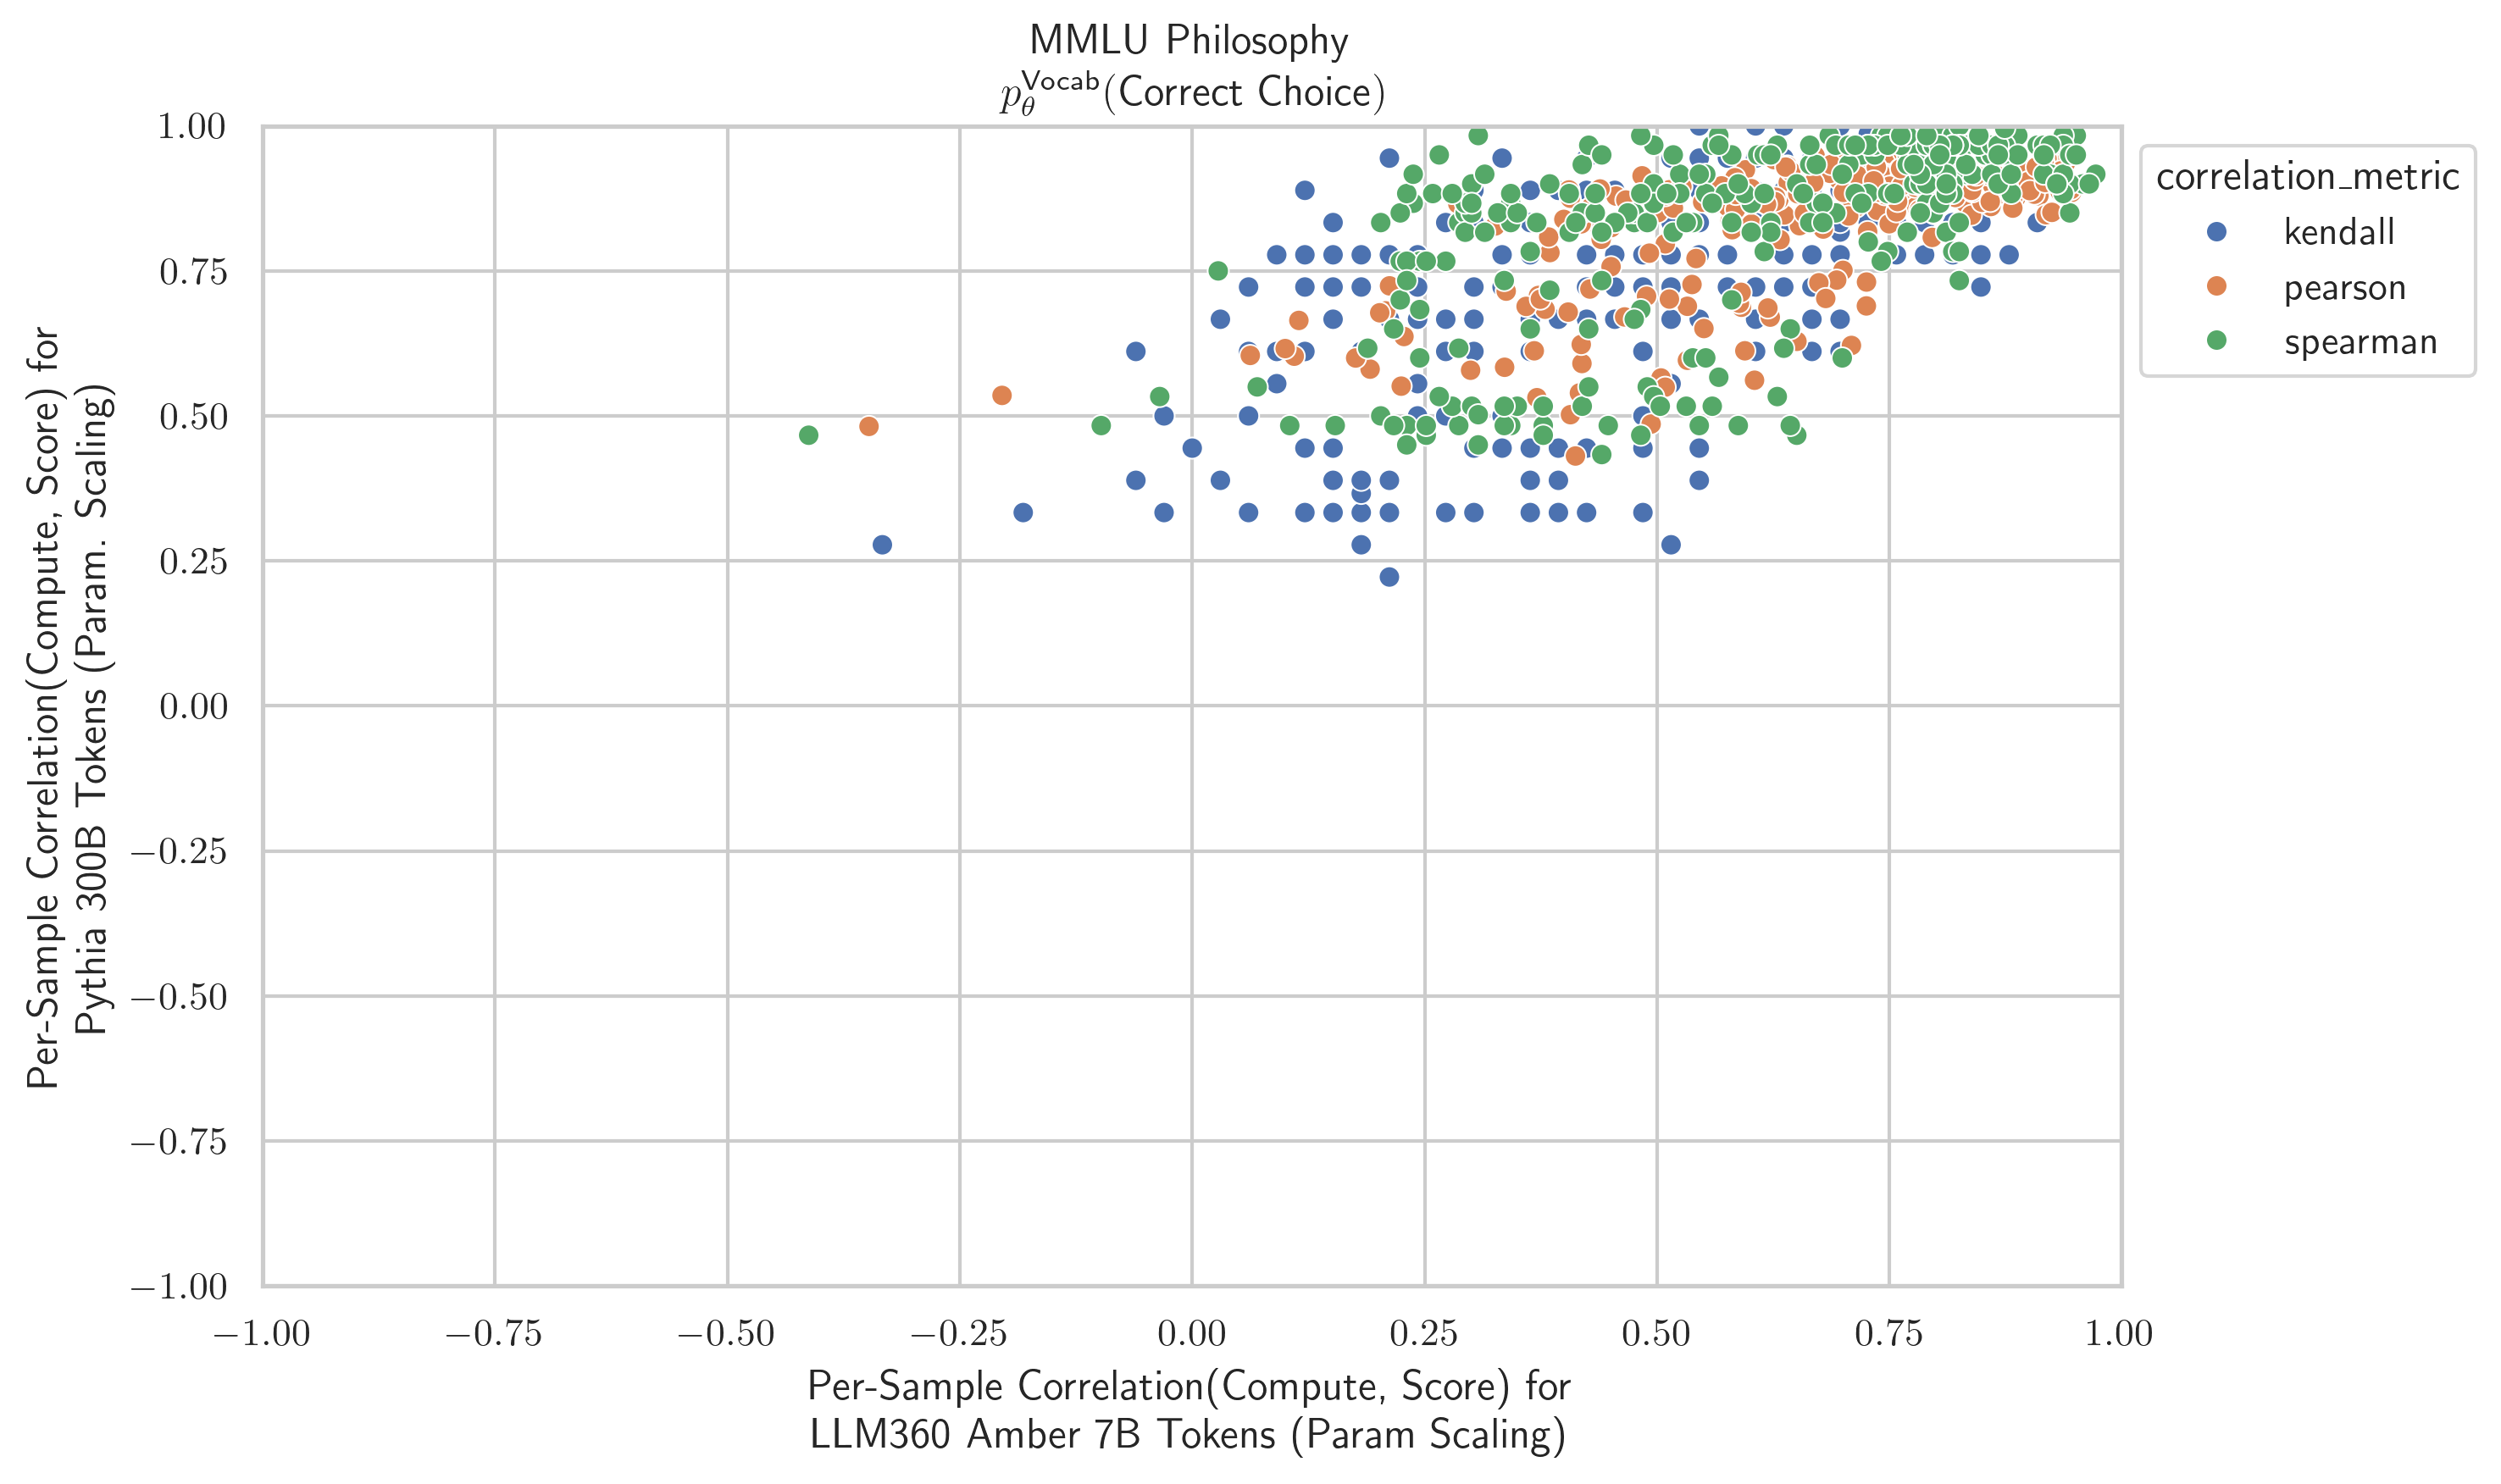 MMLU Philosophy
p_θ^Vocab(Correct Choice)
1.00
0.75
0.50
0.25
0.00
−0.25
−0.50
−0.75
−1.00
Per-Sample Correlation(Compute, Score) for
Pythia 300B Tokens (Param. Scaling)
−1.00 −0.75 −0.50 −0.25 0.00 0.25 0.50 0.75 1.00
Per-Sample Correlation(Compute, Score) for
LLM360 Amber 7B Tokens (Param Scaling)
correlation_metric
kendall
pearson
spearman